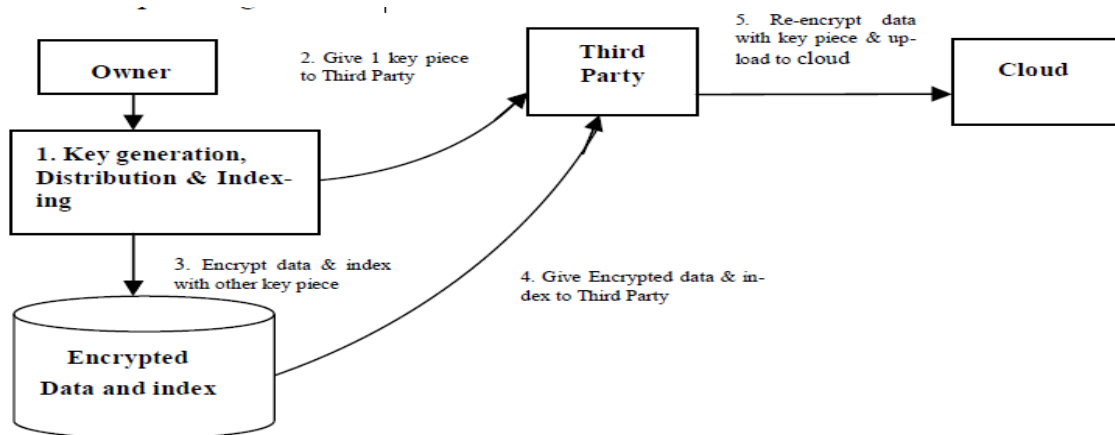 Owner
2. Give 1 key piece
to Third Party
Third
Party
5. Re-encrypt data
with key piece & up-
load to cloud
Cloud
1. Key generation,
Distribution & Index-
ing
3. Encrypt data & index
with other key piece
4. Give Encrypted data & in-
dex to Third Party
Encrypted
Data and index